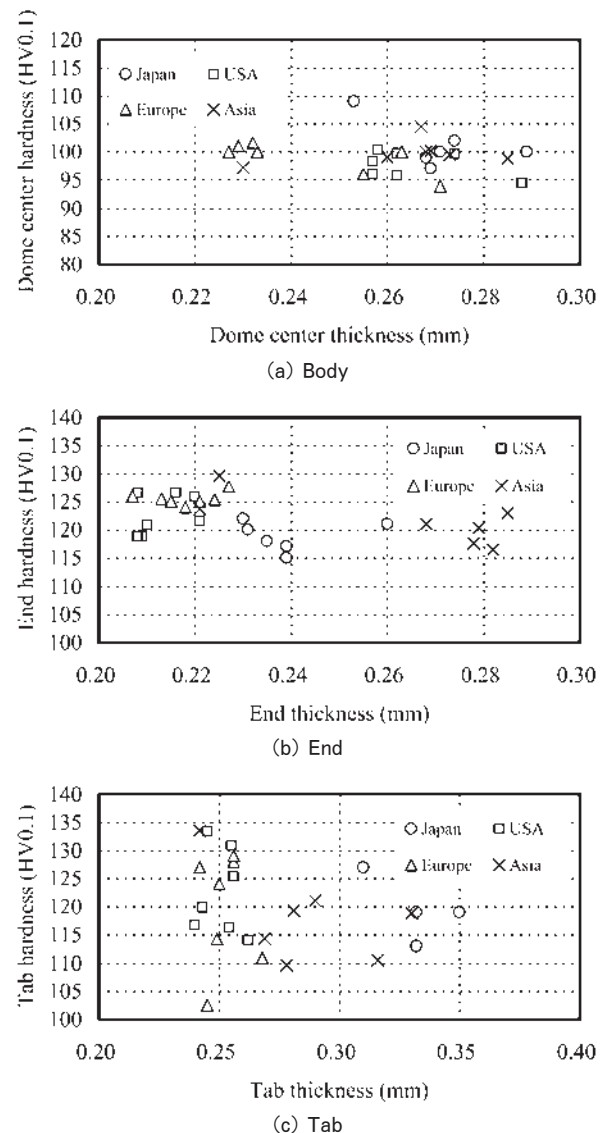 120
115
110
105
100
95
90
85
80
Dome center hardness (HV0.1)
○ Japan □ USA
△ Europe × Asia
0.20 0.22 0.24 0.26 0.28 0.30
Dome center thickness (mm)
(a) Body
140
135
130
125
120
115
110
105
100
End hardness (HV0.1)
○ Japan □ USA
△ Europe × Asia
0.20 0.22 0.24 0.26 0.28 0.30
End thickness (mm)
(b) End
140
135
130
125
120
115
110
105
100
Tab hardness (HV0.1)
○ Japan □ USA
△ Europe × Asia
0.20 0.25 0.30 0.35 0.40
Tab thickness (mm)
(c) Tab